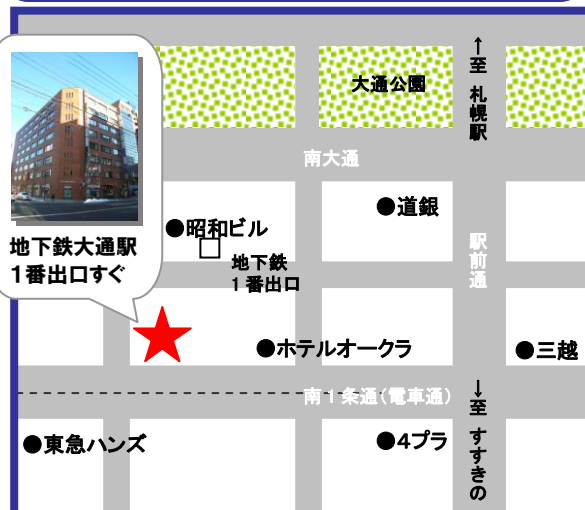 ↑至 札幌駅
大通公園
南大通
●道銀
●昭和ビル
駅前通
地下鉄
１番出口
地下鉄大通駅
１番出口すぐ
●ホテルオークラ
●三越
南１条通(電車通)
↓至 すすきの
●東急ハンズ
●4プラ